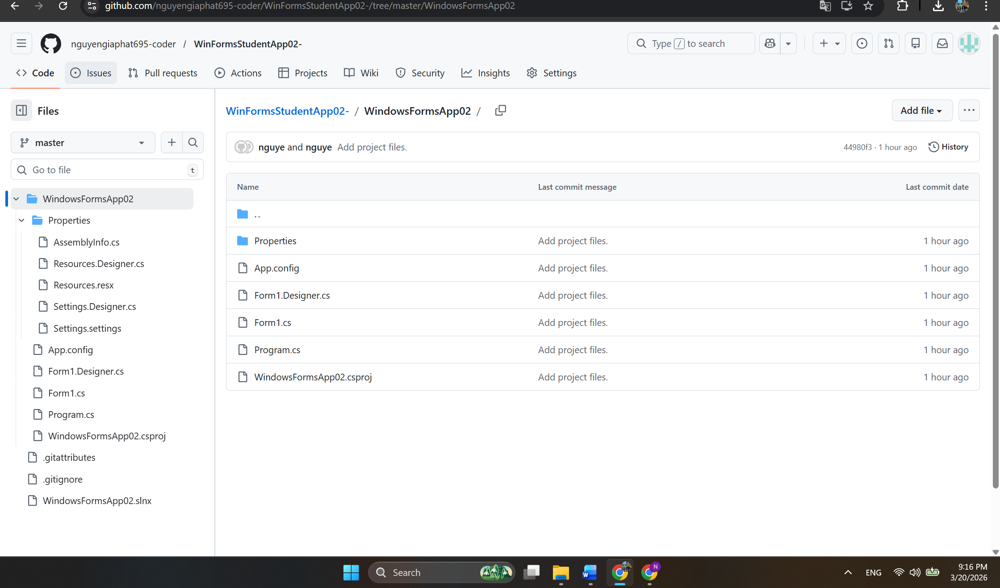 github.com/nguyengiaphat695-coder/WinFormsStudentApp02-/tree/master/WindowsFormsApp02
nguyengiaphat695-coder / WinFormsStudentApp02-
Type / to search
Code Issues Pull requests Actions Projects Wiki Security Insights Settings
Files
master
Go to file t
WindowsFormsApp02
Properties
AssemblyInfo.cs
Resources.Designer.cs
Resources.resx
Settings.Designer.cs
Settings.settings
App.config
Form1.Designer.cs
Form1.cs
Program.cs
WindowsFormsApp02.csproj
.gitattributes
.gitignore
WindowsFormsApp02.slnx
WinFormsStudentApp02- / WindowsFormsApp02 /
Add file
nguye and nguye Add project files.
44980f3 · 1 hour ago History
Name Last commit message Last commit date
..
Properties Add project files. 1 hour ago
App.config Add project files. 1 hour ago
Form1.Designer.cs Add project files. 1 hour ago
Form1.cs Add project files. 1 hour ago
Program.cs Add project files. 1 hour ago
WindowsFormsApp02.csproj Add project files. 1 hour ago
Search
N
ENG
9:16 PM
3/20/2026